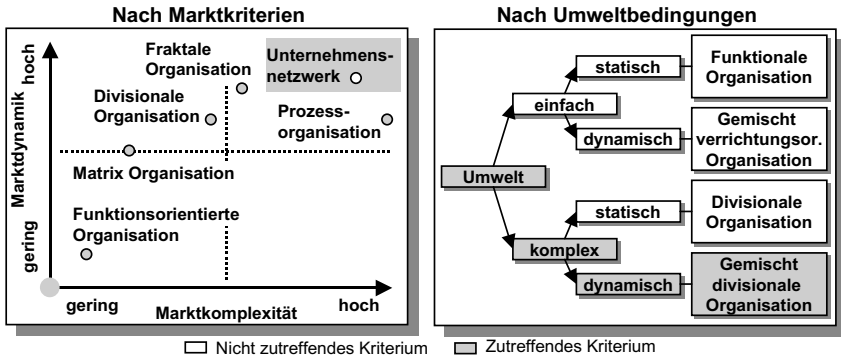 Nach Marktkriterien
Marktdynamik
hoch
gering
Fraktale
Organisation
Unternehmens-
netzwerk
Divisionale
Organisation
Prozess-
organisation
Matrix Organisation
Funktionsorientierte
Organisation
gering
Marktkomplexität
hoch
Nach Umweltbedingungen
Umwelt
einfach
statisch
Funktionale
Organisation
dynamisch
Gemischt
verrichtungsor.
Organisation
komplex
statisch
Divisionale
Organisation
dynamisch
Gemischt
divisionale
Organisation
Nicht zutreffendes Kriterium
Zutreffendes Kriterium